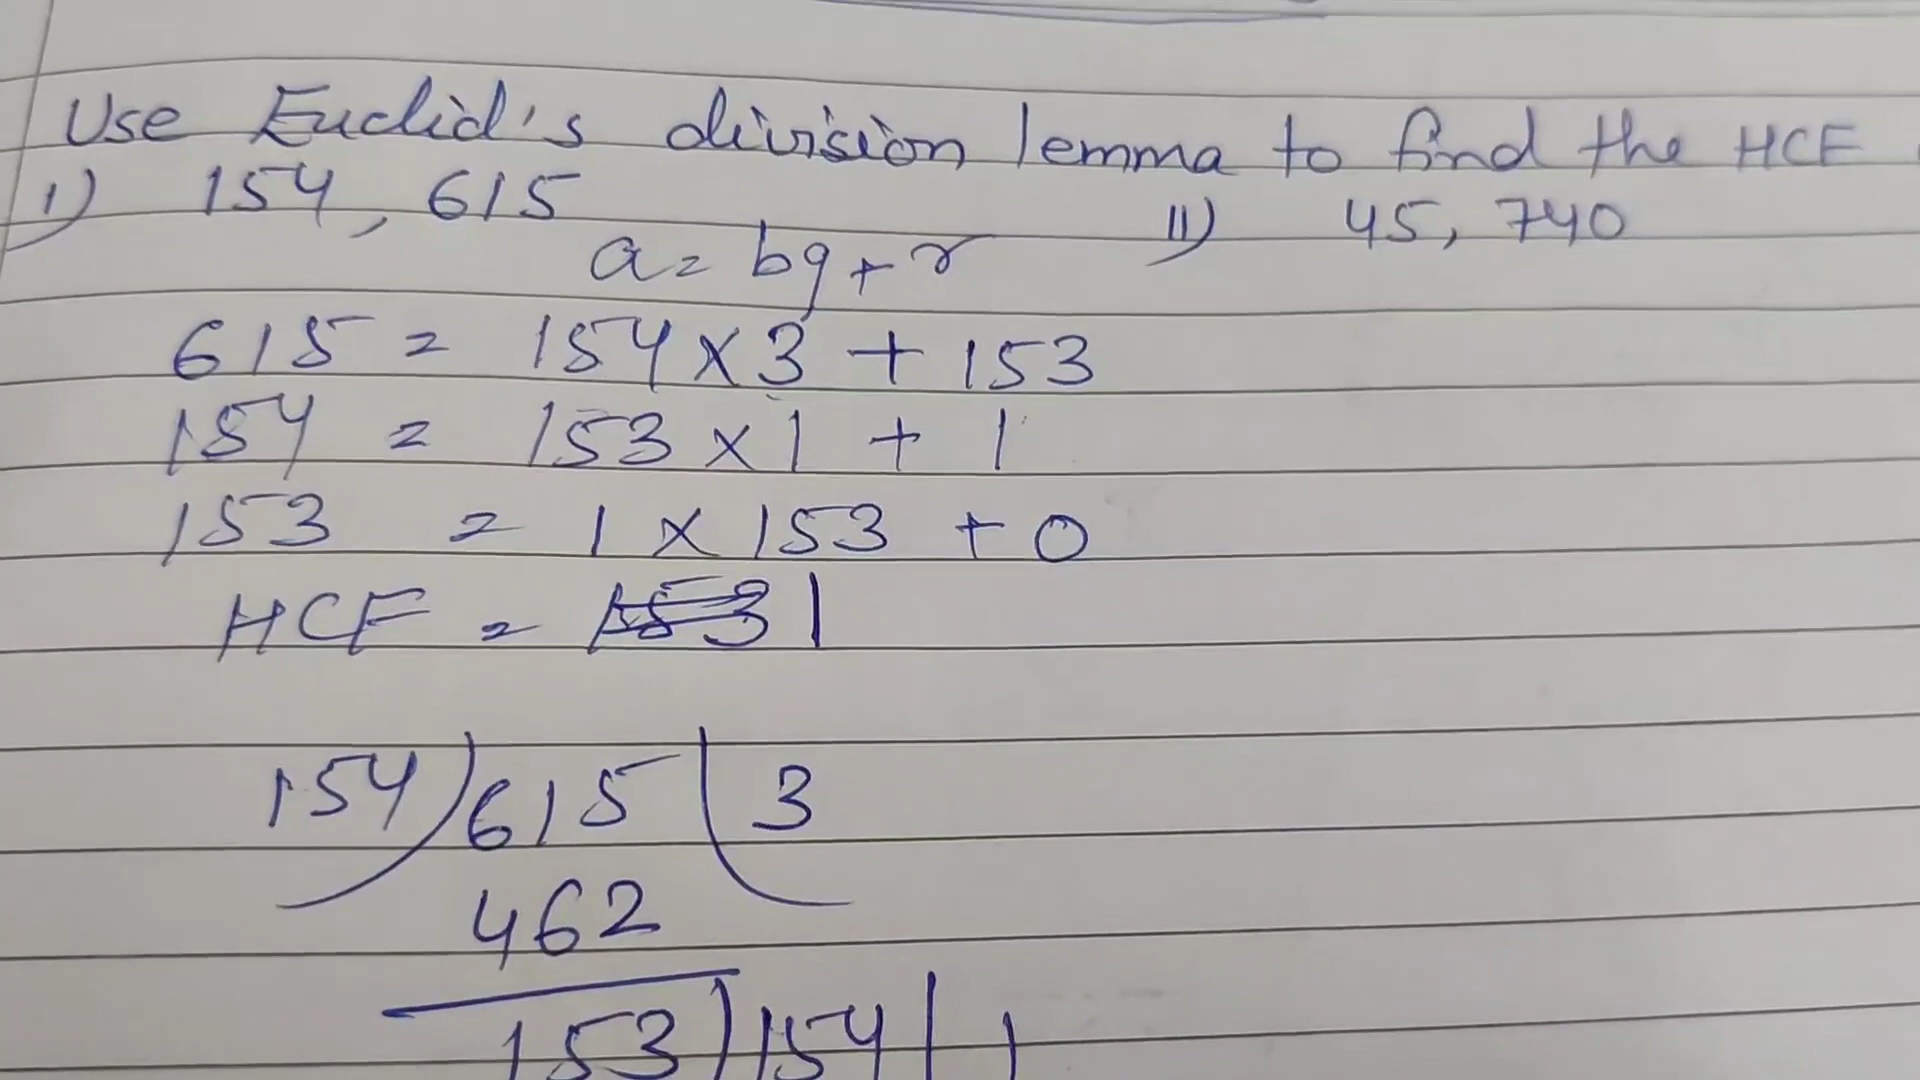 Use Euclid's division lemma to find the HCF
i) 154, 615 ii) 45, 740
a = bq + r
615 = 154 × 3 + 153
154 = 153 × 1 + 1
153 = 1 × 153 + 0
HCF = 153 1
154) 615 ( 3
462
153) 154 | 1